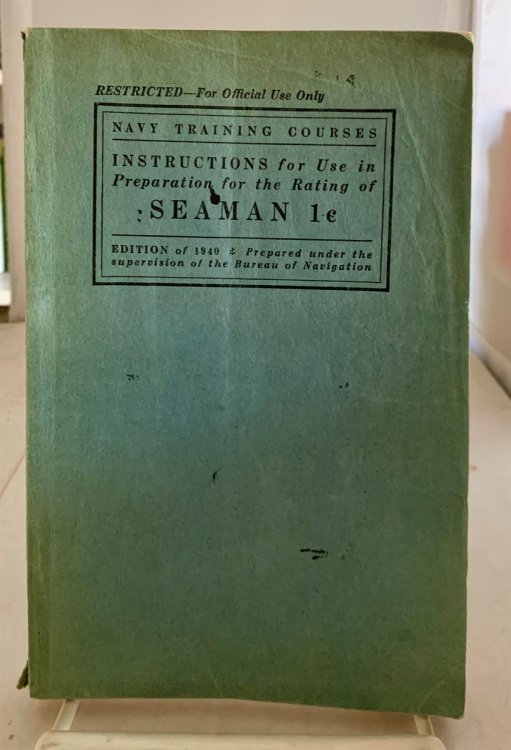 RESTRICTED—For Official Use Only
NAVY TRAINING COURSES
INSTRUCTIONS for Use in
Preparation for the Rating of
SEAMAN 1c
EDITION of 1940 ⚓ Prepared under the
supervision of the Bureau of Navigation